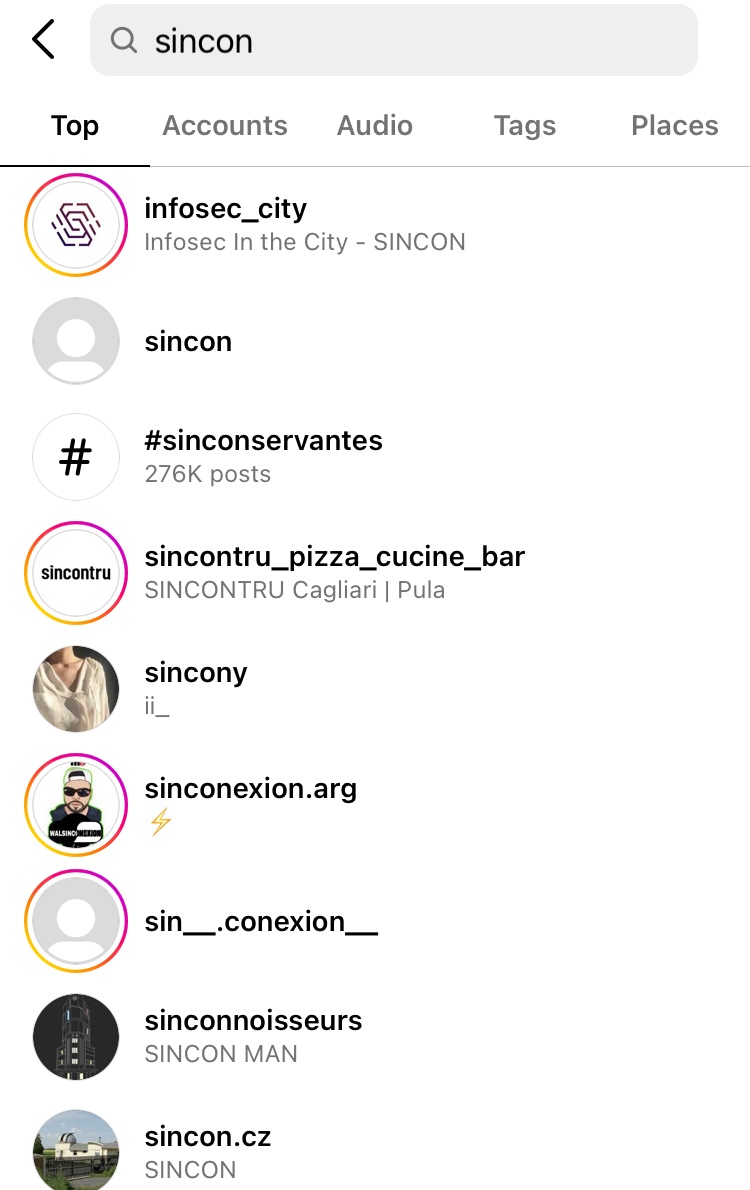 sincon
Top Accounts Audio Tags Places
infosec_city
Infosec In the City - SINCON
sincon
#
#sinconservantes
276K posts
sincontru
sincontru_pizza_cucine_bar
SINCONTRU Cagliari | Pula
sincony
ii_
WALSINCONEXION
sinconexion.arg
⚡
sin__.conexion__
sinconnoisseurs
SINCON MAN
sincon.cz
SINCON